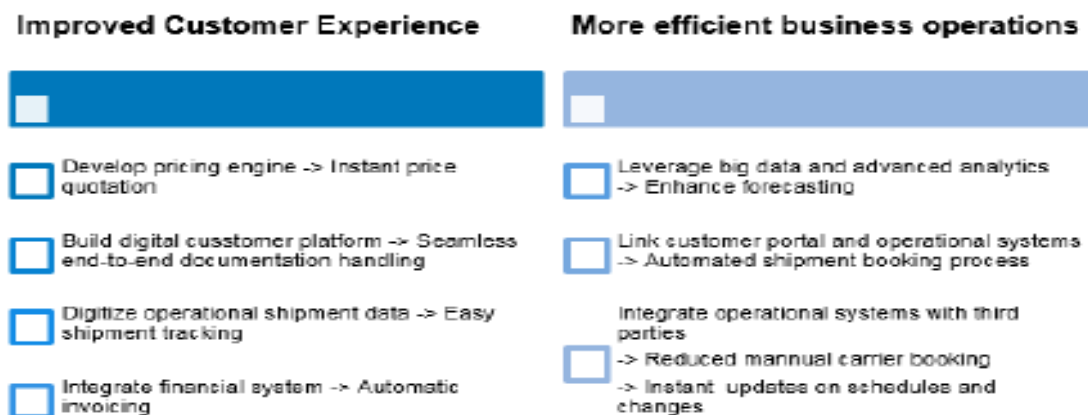 Improved Customer Experience
Develop pricing engine -> Instant price
quotation
Build digital cusstomer platform -> Seamless
end-to-end documentation handling
Digitize operational shipment data -> Easy
shipment tracking
Integrate financial system -> Automatic
invoicing
More efficient business operations
Leverage big data and advanced analytics
-> Enhance forecasting
Link customer portal and operational systems
-> Automated shipment booking process
Integrate operational systems with third
parties
-> Reduced mannual carrier booking
-> Instant updates on schedules and
changes